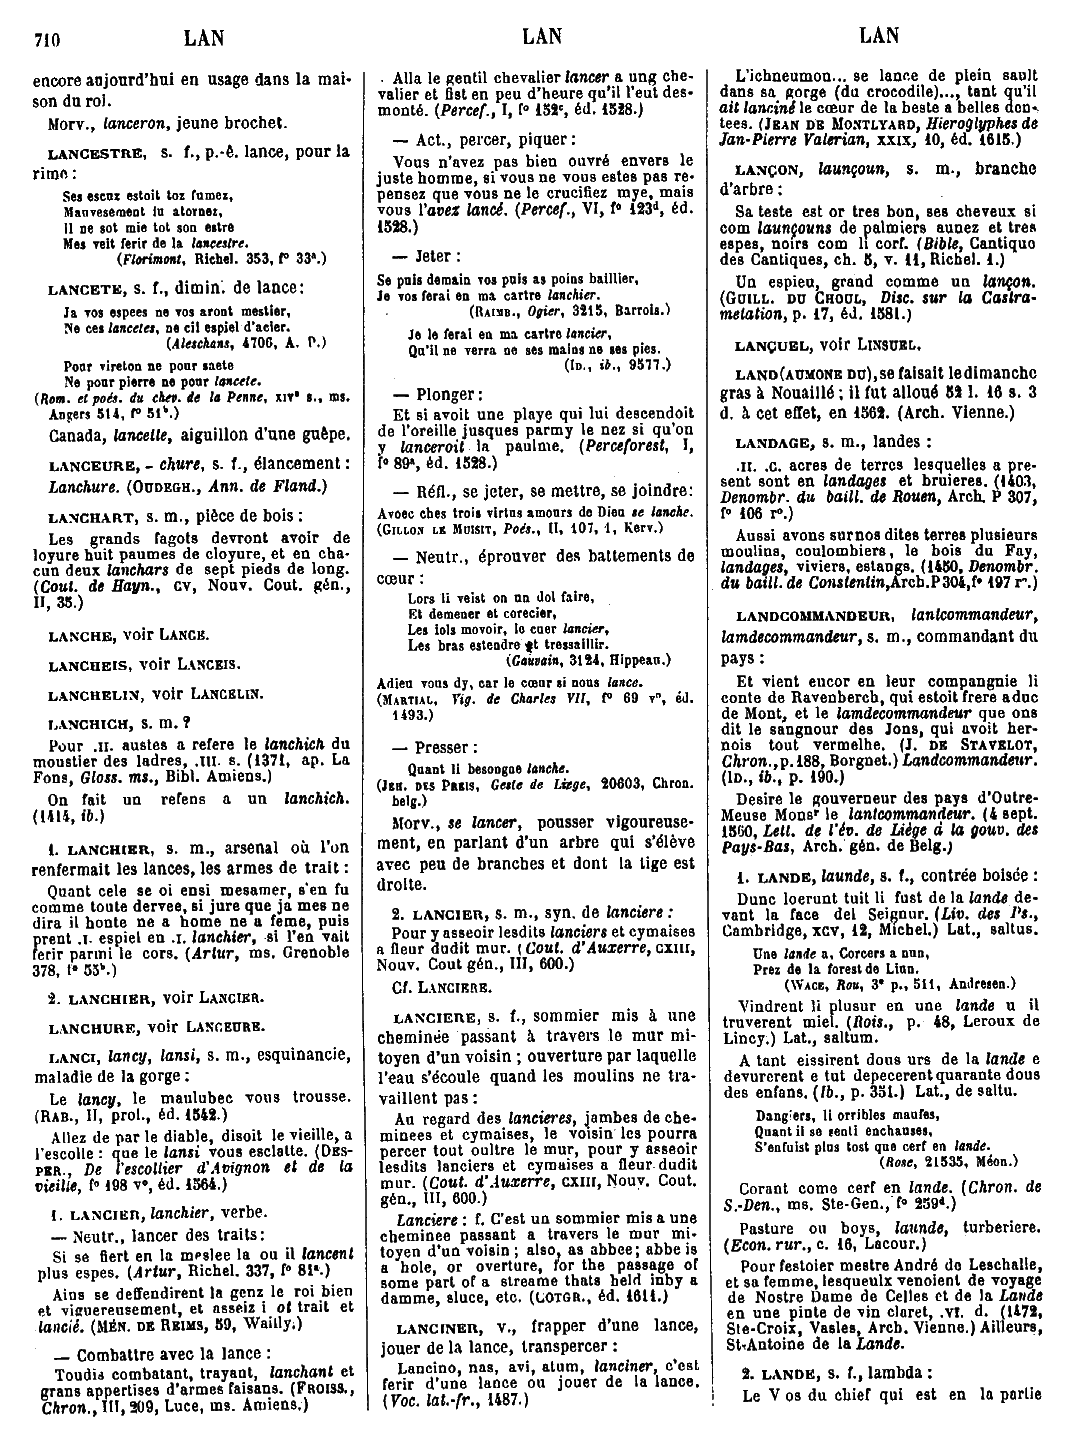 710
LAN
LAN
LAN
encore aujourd'hui en usage dans la mai-
son du roi.
Morv., lanceron, jeune brochet.
LANCESTRE, s. f., p.-ê. lance, pour la
rime :
Ses escuz estoit toz fumez,
Mauvesement lu atornez,
Il ne sot mie tot son estre
Mes veit ferir de la lancestre.
(Florimont, Richel. 353, f° 33ª.)
LANCETE, s. f., dimin. de lance :
Ja vos espees ne vos aront mestier,
Ne ces lancetes, ne cil espiel d'acier.
(Aleschans, 4706, A. P.)
Pour vireton ne pour saete
Ne pour pierre ne pour lancete.
(Rom. et poés. du chev. de la Penne, XIVᵉ s., ms.
Angers 514, f° 51ᵇ.)
Canada, lancette, aiguillon d'une guêpe.
LANCEURE, - chure, s. f., élancement :
Lanchure. (OUDEGH., Ann. de Fland.)
LANCHART, s. m., pièce de bois :
Les grands fagots devront avoir de
loyure huit paumes de cloyure, et en cha-
cun deux lanchars de sept pieds de long.
(Cout. de Hayn., CV, Nouv. Cout. gén.,
II, 35.)
LANCHE, voir LANCE.
LANCHEIS, voir LANCEIS.
LANCHELIN, voir LANCELIN.
LANCHICH, s. m. ?
Pour .II. austes a refere le lanchich du
moustier des ladres, .III. s. (1371, ap. La
Fons, Gloss. ms., Bibl. Amiens.)
On fait un refens a un lanchich.
(1414, ib.)
1. LANCHIER, s. m., arsenal où l'on
renfermait les lances, les armes de trait :
Quant cele se oi ensi mesamer, s'en fu
comme toute dervee, si jure que ja mes ne
dira il honte ne a home ne a feme, puis
prent .I. espiel en .I. lanchier, si l'en vait
ferir parmi le cors. (Artur, ms. Grenoble
378, f° 55ᵇ.)
2. LANCHIER, voir LANCIER.
LANCHURE, voir LANCEURE.
LANCI, lancy, lansi, s. m., esquinancie,
maladie de la gorge :
Le lancy, le maulubec vous trousse.
(RAB., II, prol., éd. 1542.)
Allez de par le diable, disoit le vieille, a
l'escolle : que le lansi vous esclatte. (DES-
PER., De l'escollier d'Avignon et de la
vieille, f° 198 v°, éd. 1564.)
1. LANCIER, lanchier, verbe.
— Neutr., lancer des traits :
Si se fiert en la meslee la ou il lancent
plus espes. (Artur, Richel. 337, f° 81ª.)
Ains se deffendirent la genz le roi bien
et viguereusement, et asseiz i ot trait et
lancié. (MÉN. DE REIMS, 59, Wailly.)
— Combattre avec la lance :
Toudis combatant, trayant, lanchant et
grans appertises d'armes faisans. (FROISS.,
Chron., III, 209, Luce, ms. Amiens.)
Alla le gentil chevalier lancer a ung che-
valier et fist en peu d'heure qu'il l'eut des-
monté. (Percef., I, f° 152ᶜ, éd. 1528.)
— Act., percer, piquer :
Vous n'avez pas bien ouvré envers le
juste homme, si vous ne vous estes pas re-
pensez que vous ne le crucifiez mye, mais
vous l'avez lancé. (Percef., VI, f° 123ᵈ, éd.
1528.)
— Jeter :
Se puis demain vos puis as poins baillier,
Je vos ferai en ma cartre lanchier.
(RAIMB., Ogier, 3215, Barrois.)
Je le ferai en ma cartre lancier,
Qu'il ne verra ne ses mains ne ses pies.
(ID., ib., 9577.)
— Plonger :
Et si avoit une playe qui lui descendoit
de l'oreille jusques parmy le nez si qu'on
y lanceroit la paulme. (Perceforest, I,
f° 89ª, éd. 1528.)
— Réfl., se jeter, se mettre, se joindre :
Avoec ches trois virtus amours de Dieu se lanche.
(GILLON LE MUISIT, Poés., II, 107, 1, Kerv.)
— Neutr., éprouver des battements de
cœur :
Lors li veist on un dol faire,
Et demener et corecier,
Les iols movoir, lo cuer lancier,
Les bras estendre et tressaillir.
(Gauvain, 3124, Hippeau.)
Adieu vous dy, car le cœur si nous lance.
(MARTIAL, Vig. de Charles VII, f° 69 v°, éd.
1493.)
— Presser :
Quant li besongne lanche.
(JEH. DES PREIS, Geste de Liege, 20603, Chron.
belg.)
Morv., se lancer, pousser vigoureuse-
ment, en parlant d'un arbre qui s'élève
avec peu de branches et dont la tige est
droite.
2. LANCIER, s. m., syn. de lanciere :
Pour y asseoir lesdits lanciers et cymaises
a fleur dudit mur. (Cout. d'Auxerre, CXIII,
Nouv. Cout gén., III, 600.)
Cf. LANCIERE.
LANCIERE, s. f., sommier mis à une
cheminée passant à travers le mur mi-
toyen d'un voisin ; ouverture par laquelle
l'eau s'écoule quand les moulins ne tra-
vaillent pas :
Au regard des lancieres, jambes de che-
minees et cymaises, le voisin les pourra
percer tout oultre le mur, pour y asseoir
lesdits lanciers et cymaises a fleur dudit
mur. (Cout. d'Auxerre, CXIII, Nouv. Cout.
gén., III, 600.)
Lanciere : f. C'est un sommier mis a une
cheminee passant a travers le mur mi-
toyen d'un voisin ; also, as abbee; abbe is
a hole, or overture, for the passage of
some part of a streame thats held inby a
damme, sluce, etc. (COTGR., éd. 1611.)
LANCINER, v., frapper d'une lance,
jouer de la lance, transpercer :
Lancino, nas, avi, atum, lanciner, c'est
ferir d'une lance ou jouer de la lance.
(Voc. lat.-fr., 1487.)
L'ichneumon... se lance de plein sault
dans sa gorge (du crocodile)..., tant qu'il
ait lanciné le cœur de la beste a belles don-
tees. (JEAN DE MONTLYARD, Hieroglyphes de
Jan-Pierre Valerian, XXIX, 10, éd. 1615.)
LANÇON, launçoun, s. m., branche
d'arbre :
Sa teste est or tres bon, ses cheveux si
com launçouns de palmiers aunez et tres
espes, noirs com li corf. (Bible, Cantique
des Cantiques, ch. 5, v. 11, Richel. 1.)
Un espieu, grand comme un lançon.
(GUILL. DU CHOUL, Disc. sur la Castra-
metation, p. 17, éd. 1581.)
LANÇUEL, voir LINSUEL.
LAND (AUMONE DU), se faisait le dimanche
gras à Nouaillé ; il fut alloué 52 l. 16 s. 3
d. à cet effet, en 1562. (Arch. Vienne.)
LANDAGE, s. m., landes :
.II. .C. acres de terres lesquelles a pre-
sent sont en landages et bruieres. (1403,
Denombr. du baill. de Rouen, Arch. P 307,
f° 106 r°.)
Aussi avons sur nos dites terres plusieurs
moulins, coulombiers, le bois du Fay,
landages, viviers, estangs. (1450, Denombr.
du baill. de Constentin, Arch. P 304, f° 197 r°.)
LANDCOMMANDEUR, lantcommandeur,
lamdecommandeur, s. m., commandant du
pays :
Et vient encor en leur compangnie li
conte de Ravenberch, qui estoit frere a duc
de Mont, et le lamdecommandeur que ons
dit le sangnour des Jons, qui avoit her-
nois tout vermelhe. (J. DE STAVELOT,
Chron., p. 188, Borgnet.) Landcommandeur.
(ID., ib., p. 190.)
Desire le gouverneur des pays d'Outre-
Meuse Monsʳ le lantcommandeur. (4 sept.
1560, Lett. de l'év. de Liège à la gouv. des
Pays-Bas, Arch. gén. de Belg.)
1. LANDE, launde, s. f., contrée boisée :
Dunc loerunt tuit li fust de la lande de-
vant la face del Seignur. (Liv. des Ps.,
Cambridge, XCV, 12, Michel.) Lat., saltus.
Une lande a, Corcers a nun,
Prez de la forest de Liun.
(WACE, Rou, 3ᵉ p., 511, Andresen.)
Vindrent li plusur en une lande u il
truverent miel. (Rois., p. 48, Leroux de
Lincy.) Lat., saltum.
A tant eissirent dous urs de la lande e
devurerent e tut depecerent quarante dous
des enfans. (Ib., p. 351.) Lat., de saltu.
Dangiers, li orribles maufes,
Quant il se senti enchauses,
S'enfuist plus tost que cerf en lande.
(Rose, 21535, Méon.)
Corant come cerf en lande. (Chron. de
S.-Den., ms. Ste-Gen., f° 259ᵈ.)
Pasture ou boys, launde, turberiere.
(Econ. rur., c. 16, Lacour.)
Pour festoier mestre André de Leschalle,
et sa femme, lesqueulx venoient de voyage
de Nostre Dame de Celles et de la Lande
en une pinte de vin claret, .VI. d. (1472,
Ste-Croix, Vasles, Arch. Vienne.) Ailleurs,
St-Antoine de la Lande.
2. LANDE, s. f., lambda :
Le V os du chief qui est en la partie